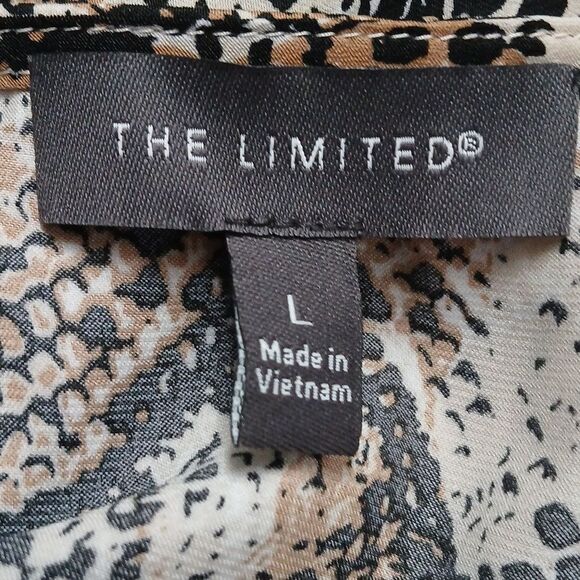 THE LIMITED®
L
Made in
Vietnam